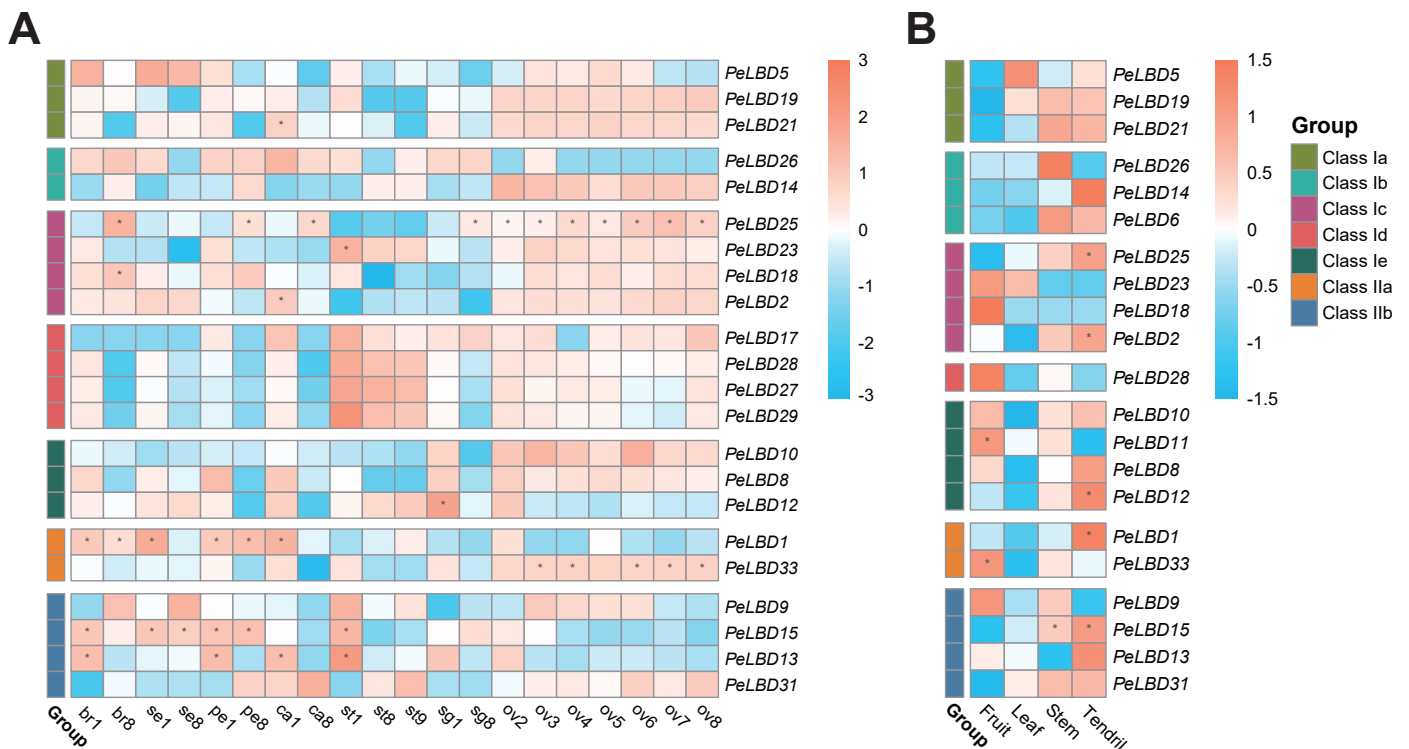 A
PeLBD5
PeLBD19
PeLBD21
PeLBD26
PeLBD14
PeLBD25
* * * * * * * * * *
PeLBD23
PeLBD18
PeLBD2
PeLBD17
PeLBD28
PeLBD27
PeLBD29
PeLBD10
PeLBD8
PeLBD12
PeLBD1
PeLBD33
PeLBD9
PeLBD15
PeLBD13
PeLBD31
Group br1 br8 se1 se8 pe1 pe8 ca1 ca8 st1 st8 st9 sg1 sg8 ov2 ov3 ov4 ov5 ov6 ov7 ov8
3
2
1
0
-1
-2
-3
B
PeLBD5
PeLBD19
PeLBD21
PeLBD26
PeLBD14
PeLBD6
PeLBD25
PeLBD23
PeLBD18
PeLBD2
PeLBD28
PeLBD10
PeLBD11
PeLBD8
PeLBD12
PeLBD1
PeLBD33
PeLBD9
PeLBD15
PeLBD13
PeLBD31
Group Fruit Leaf Stem Tendril
1.5
1
0.5
0
-0.5
-1
-1.5
Group
Class Ia
Class Ib
Class Ic
Class Id
Class Ie
Class IIa
Class IIb